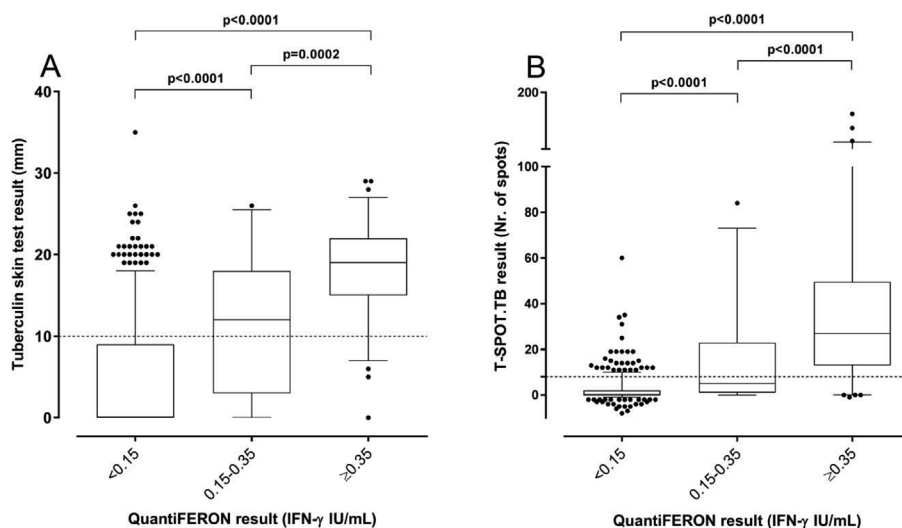 p<0.0001
A
p=0.0002
p<0.0001
40
30
20
10
0
Tuberculin skin test result (mm)
<0.15
0.15-0.35
≥0.35
QuantiFERON result (IFN-γ IU/mL)
p<0.0001
B
p<0.0001
p<0.0001
200
100
80
60
40
20
0
T-SPOT.TB result (Nr. of spots)
<0.15
0.15-0.35
≥0.35
QuantiFERON result (IFN-γ IU/mL)